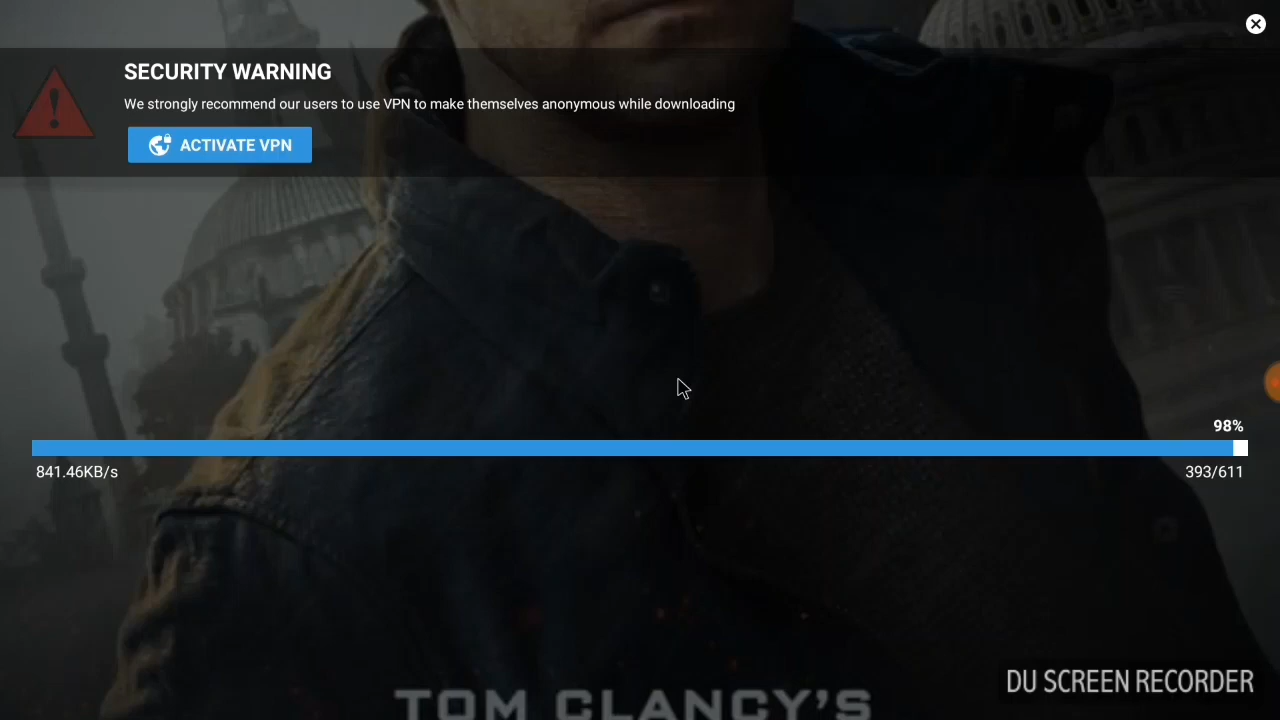 SECURITY WARNING
We strongly recommend our users to use VPN to make themselves anonymous while downloading
ACTIVATE VPN
98%
841.46KB/s
393/611
DU SCREEN RECORDER
TOM CLANCY'S